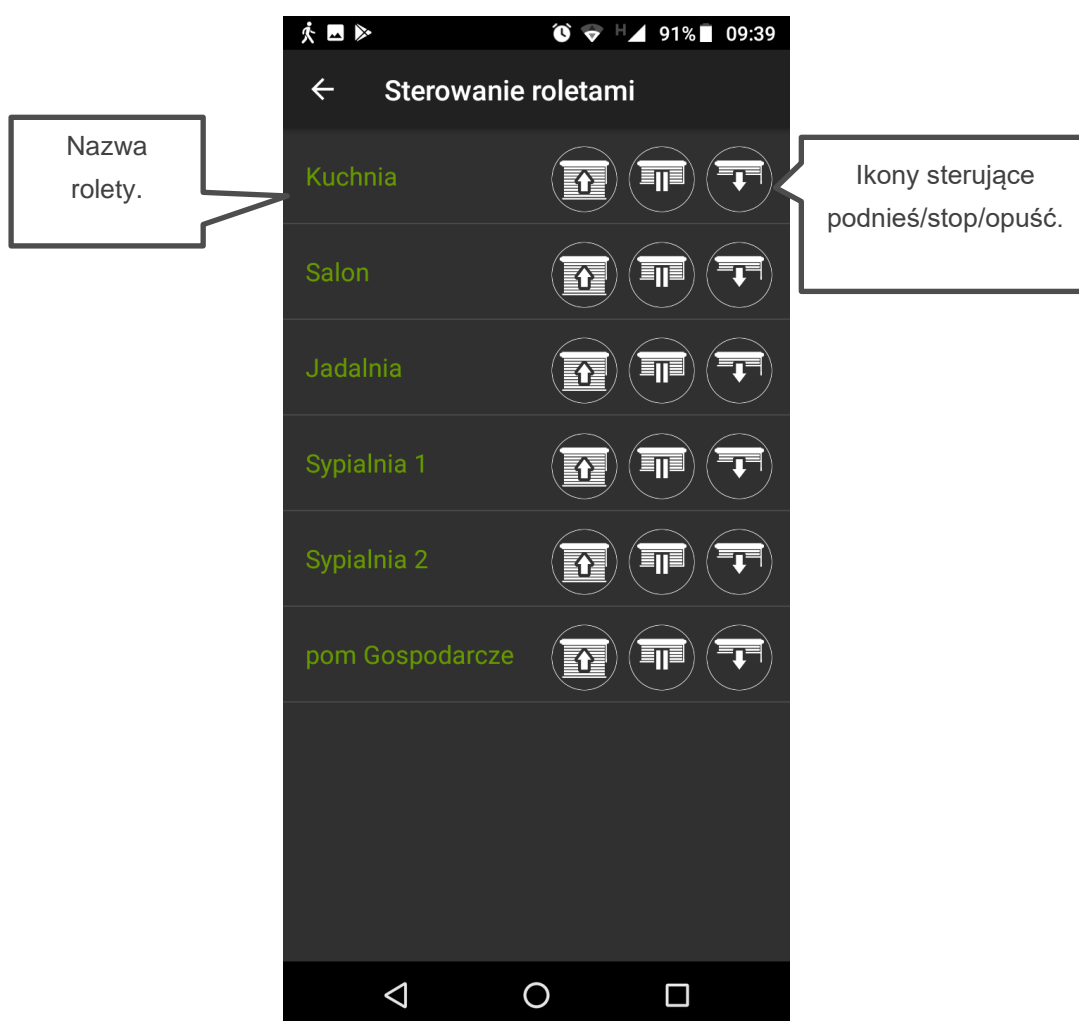 H 91% 09:39
Sterowanie roletami
Nazwa
rolety.
Kuchnia
Ikony sterujące
podnieś/stop/opuść.
Salon
Jadalnia
Sypialnia 1
Sypialnia 2
pom Gospodarcze